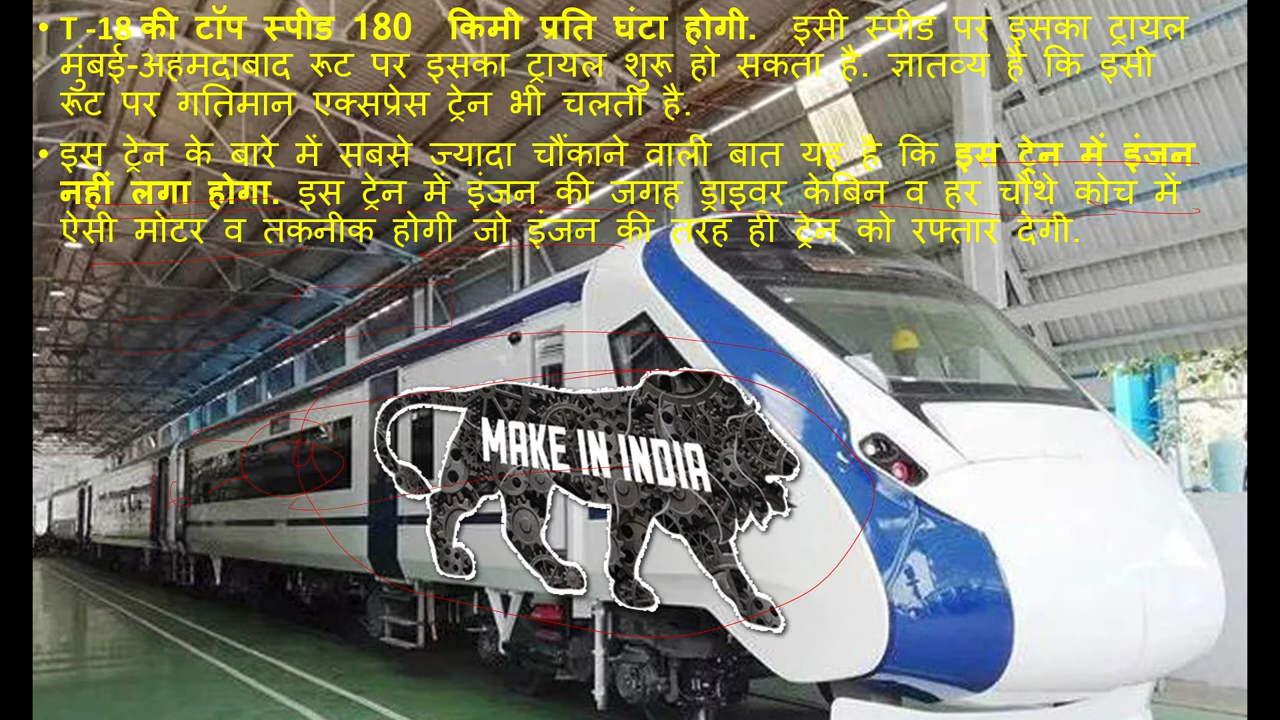 • T -18 की टॉप स्पीड 180 किमी प्रति घंटा होगी. इसी स्पीड पर इसका ट्रायल
मुंबई-अहमदाबाद रूट पर इसका ट्रायल शुरू हो सकता है. ज्ञातव्य है कि इसी
रूट पर गतिमान एक्सप्रेस ट्रेन भी चलती है.
• इस ट्रेन के बारे में सबसे ज्यादा चौंकाने वाली बात यह है कि इस ट्रेन में इंजन
नहीं लगा होगा. इस ट्रेन में इंजन की जगह ड्राइवर केबिन व हर चौथे कोच में
ऐसी मोटर व तकनीक होगी जो इंजन की तरह ही ट्रेन को रफ्तार देगी.
MAKE IN INDIA